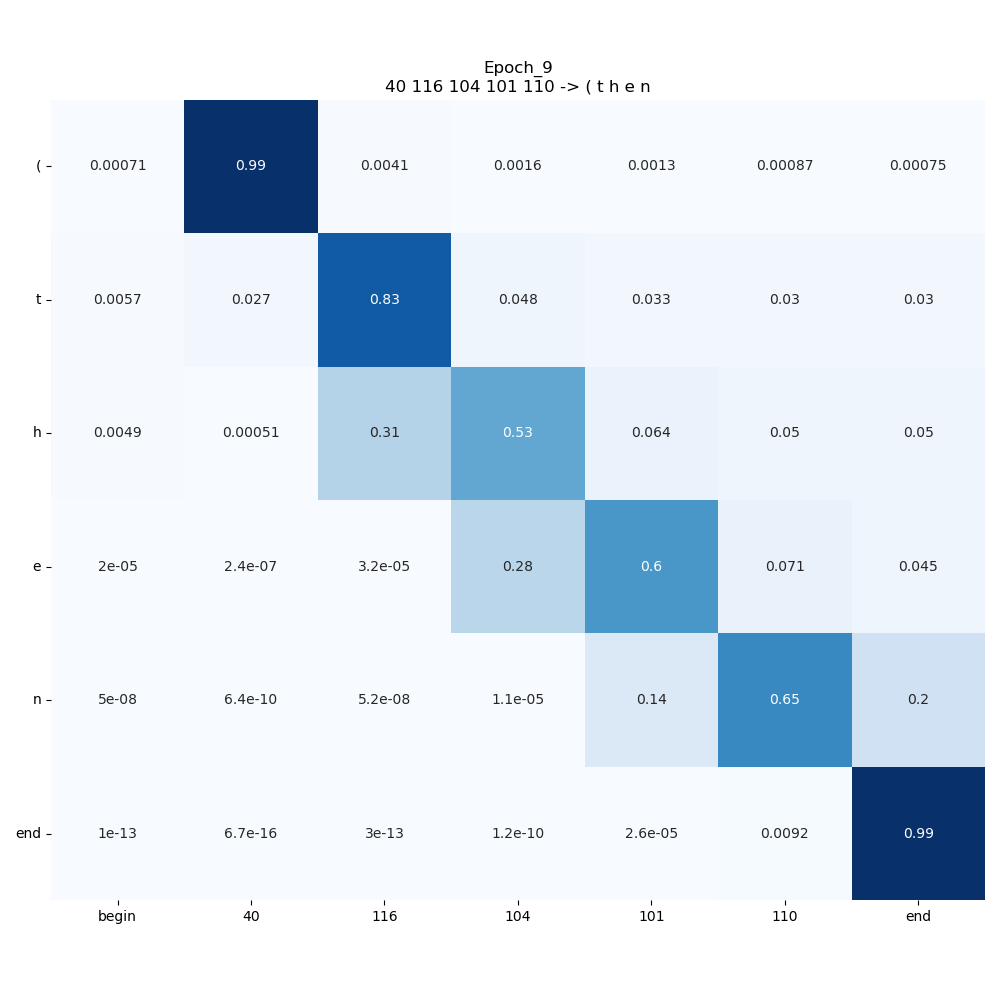 Epoch_9
40 116 104 101 110 -> ( t h e n
( 0.00071 0.99 0.0041 0.0016 0.0013 0.00087 0.00075
t 0.0057 0.027 0.83 0.048 0.033 0.03 0.03
h 0.0049 0.00051 0.31 0.53 0.064 0.05 0.05
e 2e-05 2.4e-07 3.2e-05 0.28 0.6 0.071 0.045
n 5e-08 6.4e-10 5.2e-08 1.1e-05 0.14 0.65 0.2
end 1e-13 6.7e-16 3e-13 1.2e-10 2.6e-05 0.0092 0.99
begin 40 116 104 101 110 end